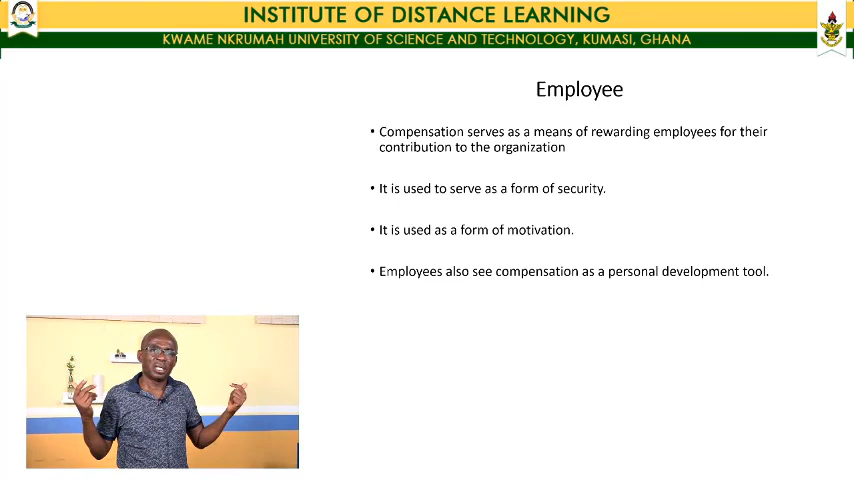 INSTITUTE OF DISTANCE LEARNING
KWAME NKRUMAH UNIVERSITY OF SCIENCE AND TECHNOLOGY, KUMASI, GHANA
Employee
• Compensation serves as a means of rewarding employees for their
contribution to the organization
• It is used to serve as a form of security.
• It is used as a form of motivation.
• Employees also see compensation as a personal development tool.